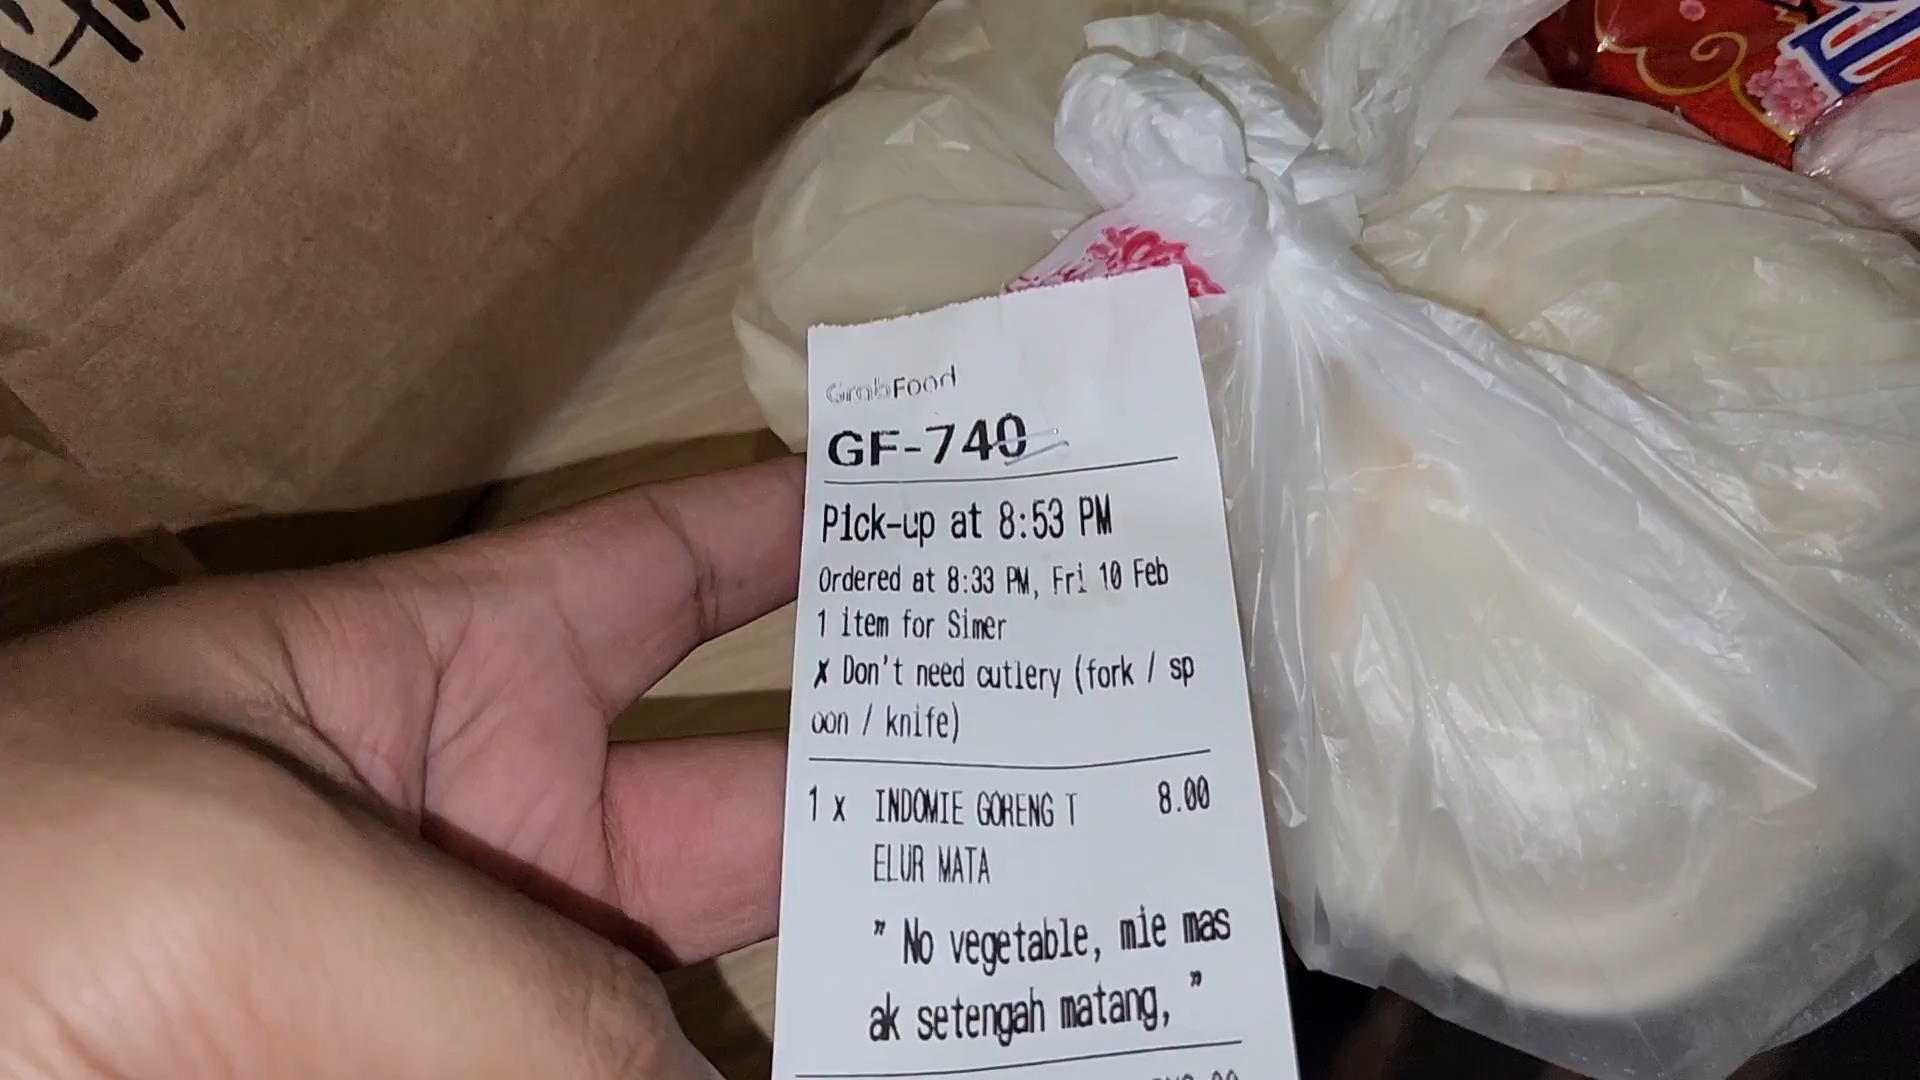 GrabFood
GF-740
Pick-up at 8:53 PM
Ordered at 8:33 PM, Fri 10 Feb
1 item for Simer
✗ Don't need cutlery (fork / sp
oon / knife)
1 x INDOMIE GORENG T 8.00
ELUR MATA
" No vegetable, mie mas
ak setengah matang, "